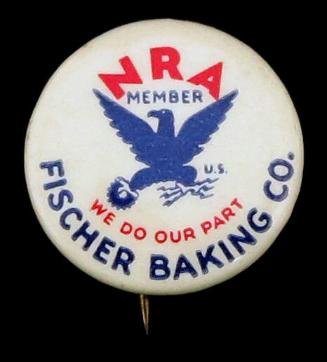 NRA
MEMBER
U.S.
WE DO OUR PART
FISCHER BAKING CO.